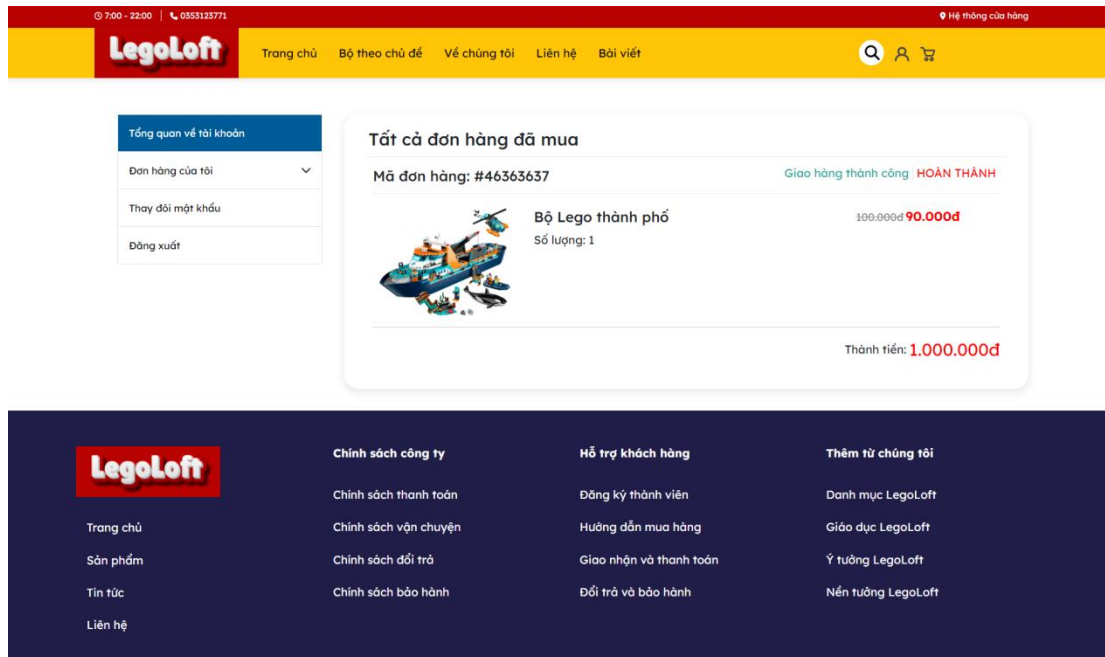 7:00 - 22:00 | 0353123771
Hệ thống cửa hàng
LegoLoft
Trang chủ Bộ theo chủ đề Về chúng tôi Liên hệ Bài viết
Tổng quan về tài khoản
Đơn hàng của tôi
Thay đổi mật khẩu
Đăng xuất
Tất cả đơn hàng đã mua
Mã đơn hàng: #46363637
Giao hàng thành công HOÀN THÀNH
Bộ Lego thành phố
100.000đ 90.000đ
Số lượng: 1
Thành tiền: 1.000.000đ
LegoLoft
Trang chủ
Sản phẩm
Tin tức
Liên hệ
Chính sách công ty
Chính sách thanh toán
Chính sách vận chuyện
Chính sách đổi trả
Chính sách bảo hành
Hỗ trợ khách hàng
Đăng ký thành viên
Hướng dẫn mua hàng
Giao nhận và thanh toán
Đổi trả và bảo hành
Thêm từ chúng tôi
Danh mục LegoLoft
Giáo dục LegoLoft
Ý tưởng LegoLoft
Nền tưởng LegoLoft